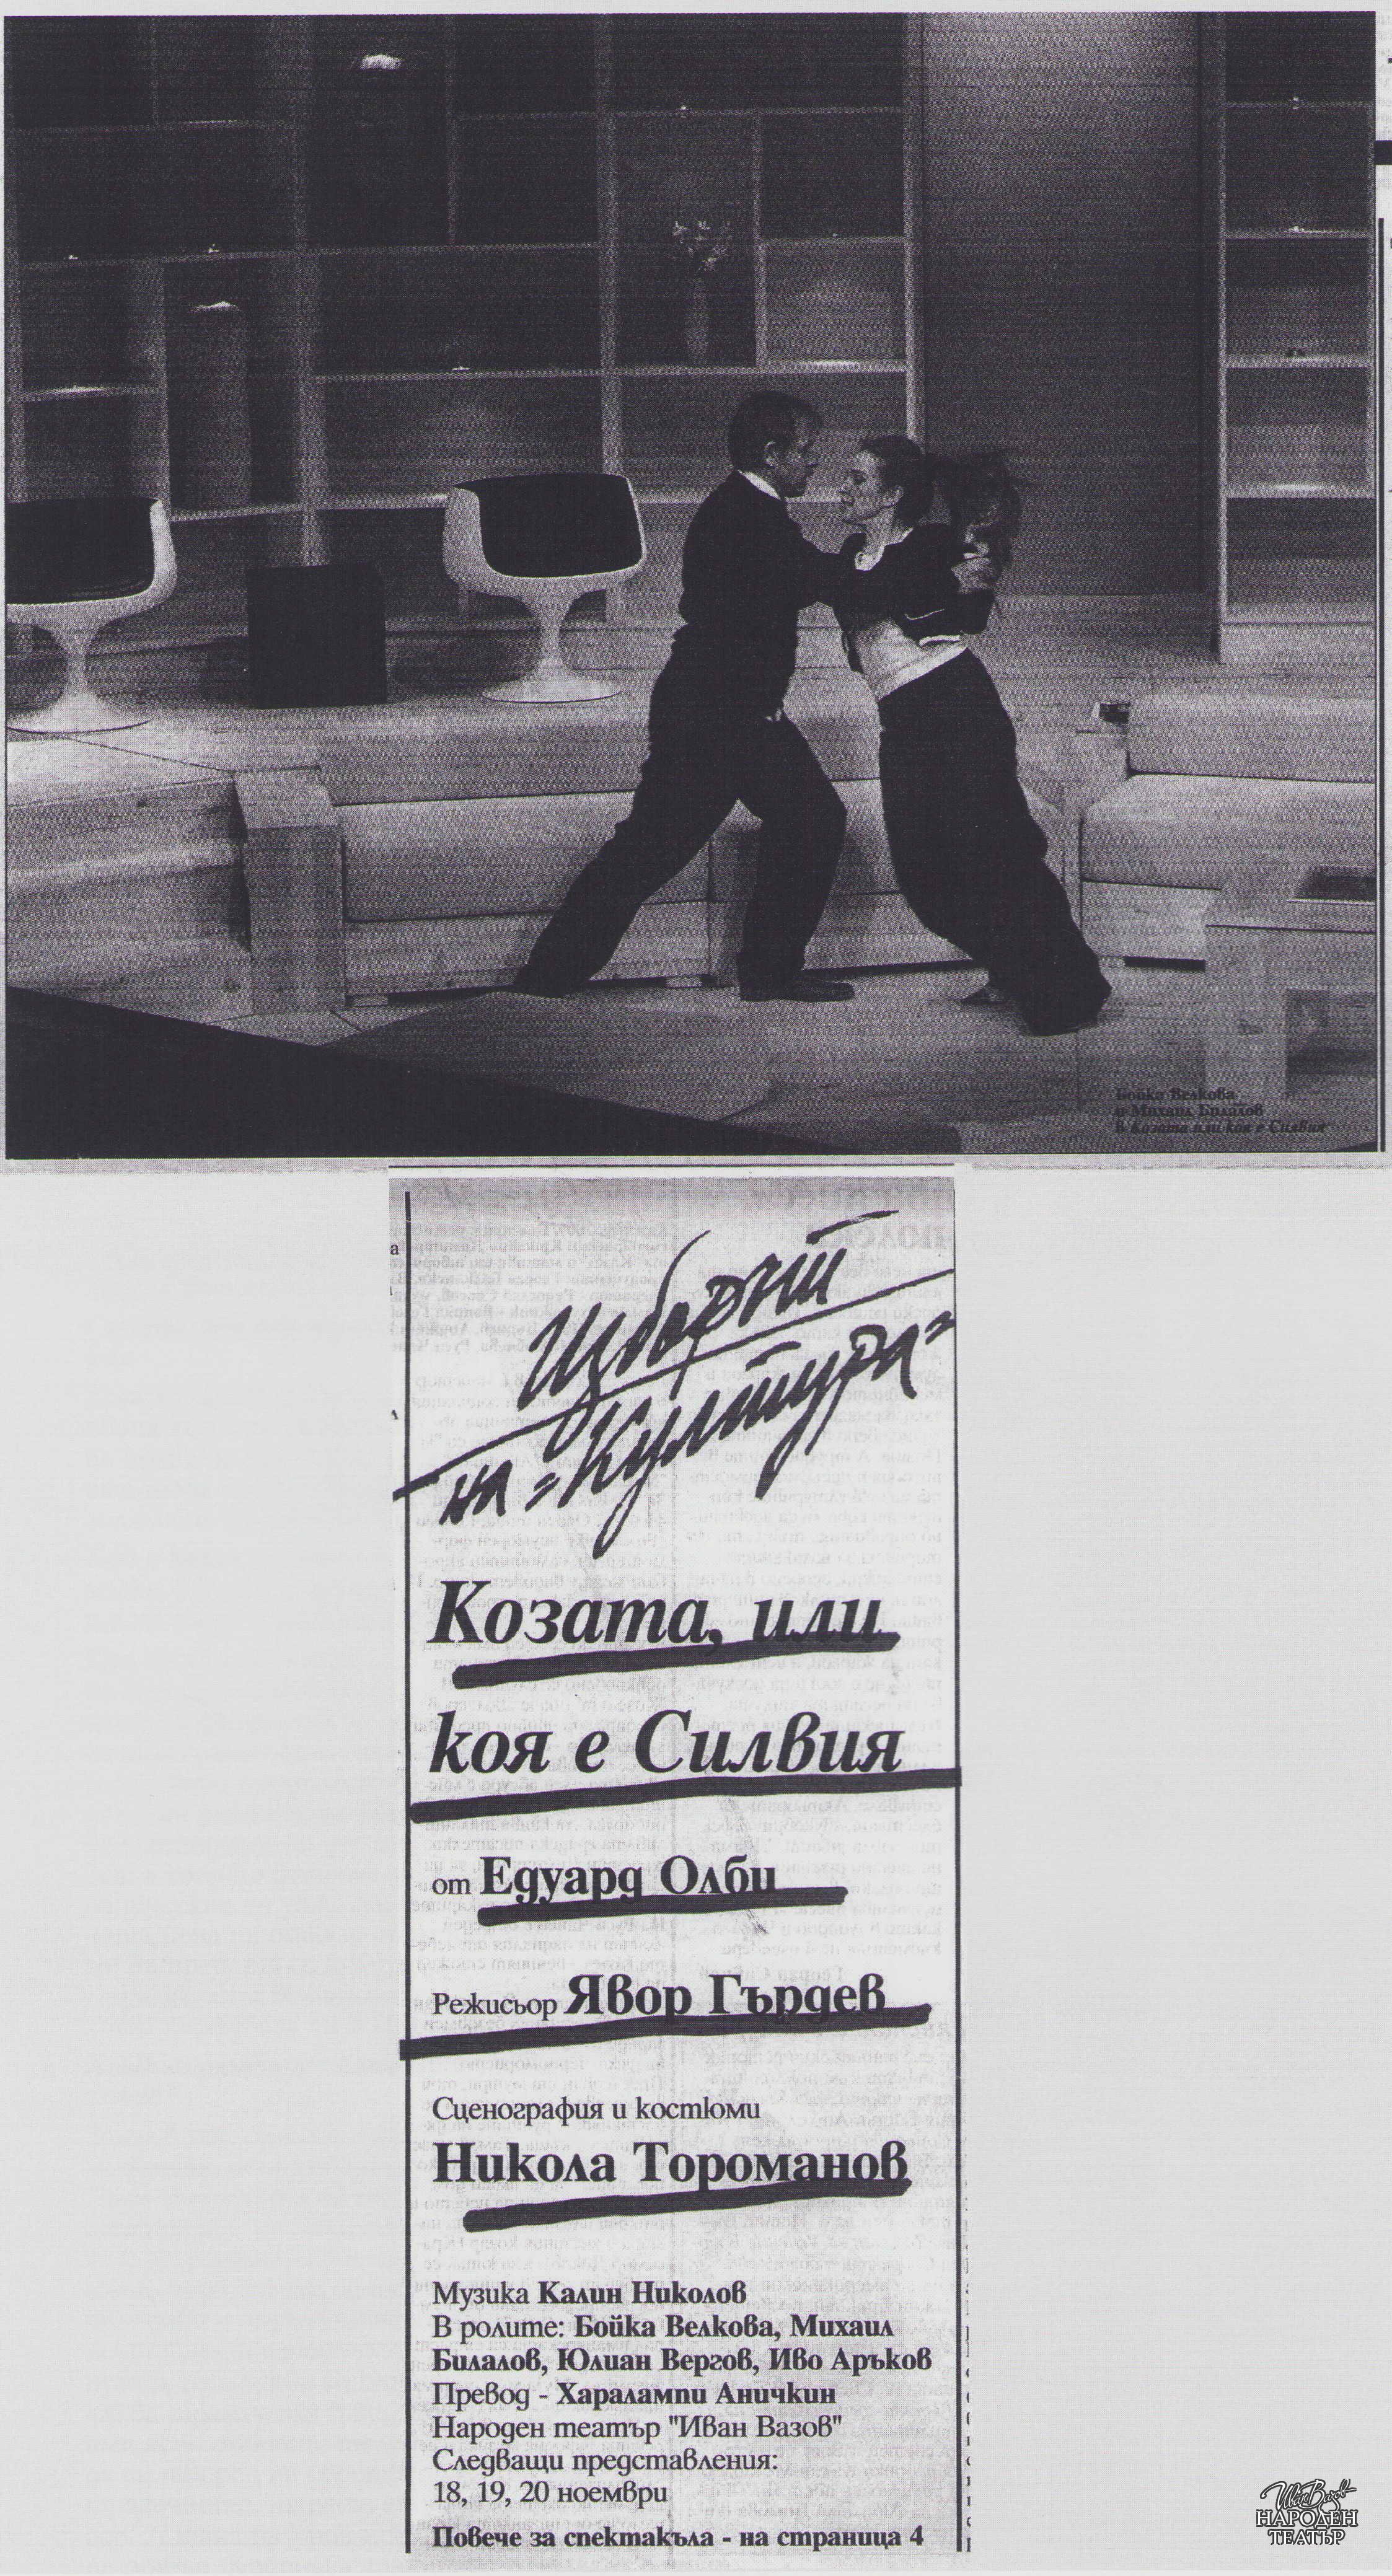 Бойка Велкова
и Михаил Билалов
в Козата или коя е Силвия
Изборът
на "Култура"
Козата, или
коя е Силвия
от Едуард Олби
Режисьор Явор Гърдев
Сценография и костюми
Никола Тороманов
Музика Калин Николов
В ролите: Бойка Велкова, Михаил
Билалов, Юлиан Вергов, Иво Аръков
Превод - Харалампи Аничкин
Народен театър "Иван Вазов"
Следващи представления:
18, 19, 20 ноември
Повече за спектакъла - на страница 4
НАРОДЕН
ТЕАТЪР